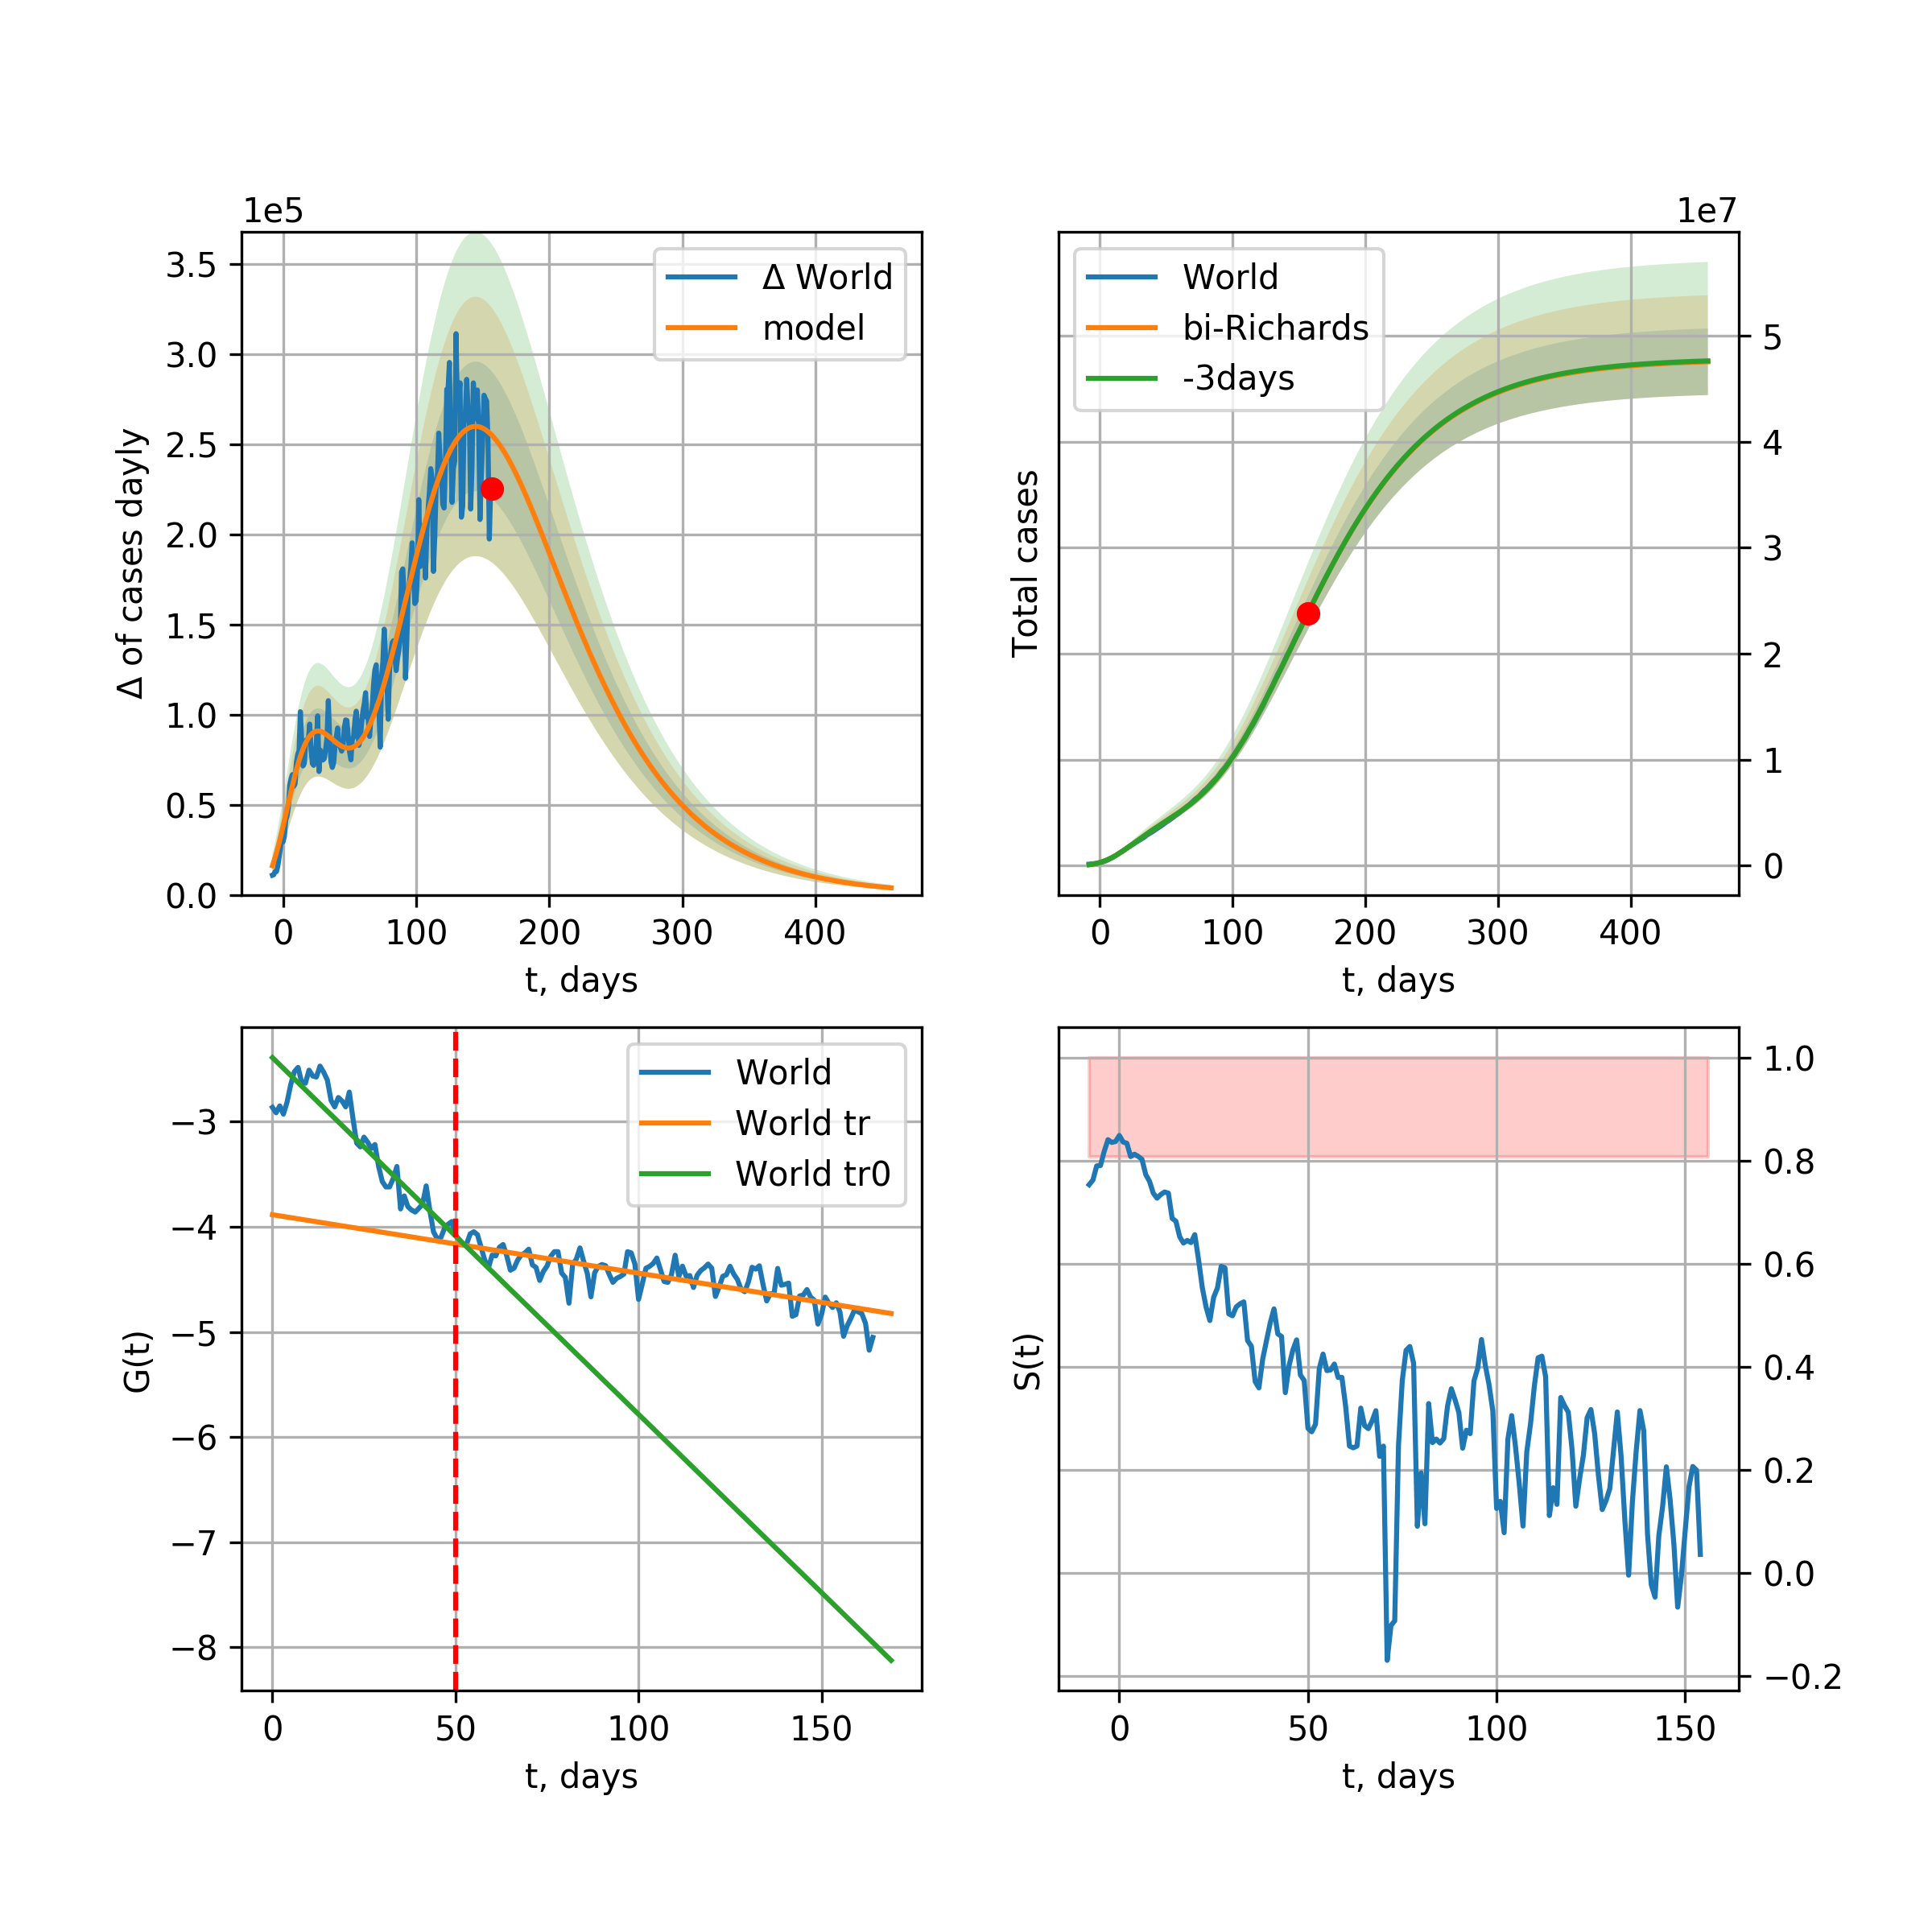 1e5
3.5
3.0
2.5
2.0
1.5
1.0
0.5
0.0
Δ of cases dayly
Δ World
model
0 100 200 300 400
t, days
1e7
World
bi-Richards
-3days
Total cases
5
4
3
2
1
0
0 100 200 300 400
t, days
−3
−4
−5
−6
−7
−8
G(t)
World
World tr
World tr0
0 50 100 150
t, days
S(t)
1.0
0.8
0.6
0.4
0.2
0.0
−0.2
0 50 100 150
t, days